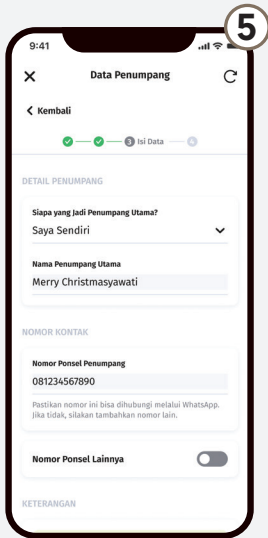 5
9:41
Data Penumpang
Kembali
3 Isi Data 4
DETAIL PENUMPANG
Siapa yang Jadi Penumpang Utama?
Saya Sendiri
Nama Penumpang Utama
Merry Christmasyawati
NOMOR KONTAK
Nomor Ponsel Penumpang
081234567890
Pastikan nomor ini bisa dihubungi melalui WhatsApp.
Jika tidak, silakan tambahkan nomor lain.
Nomor Ponsel Lainnya
KETERANGAN